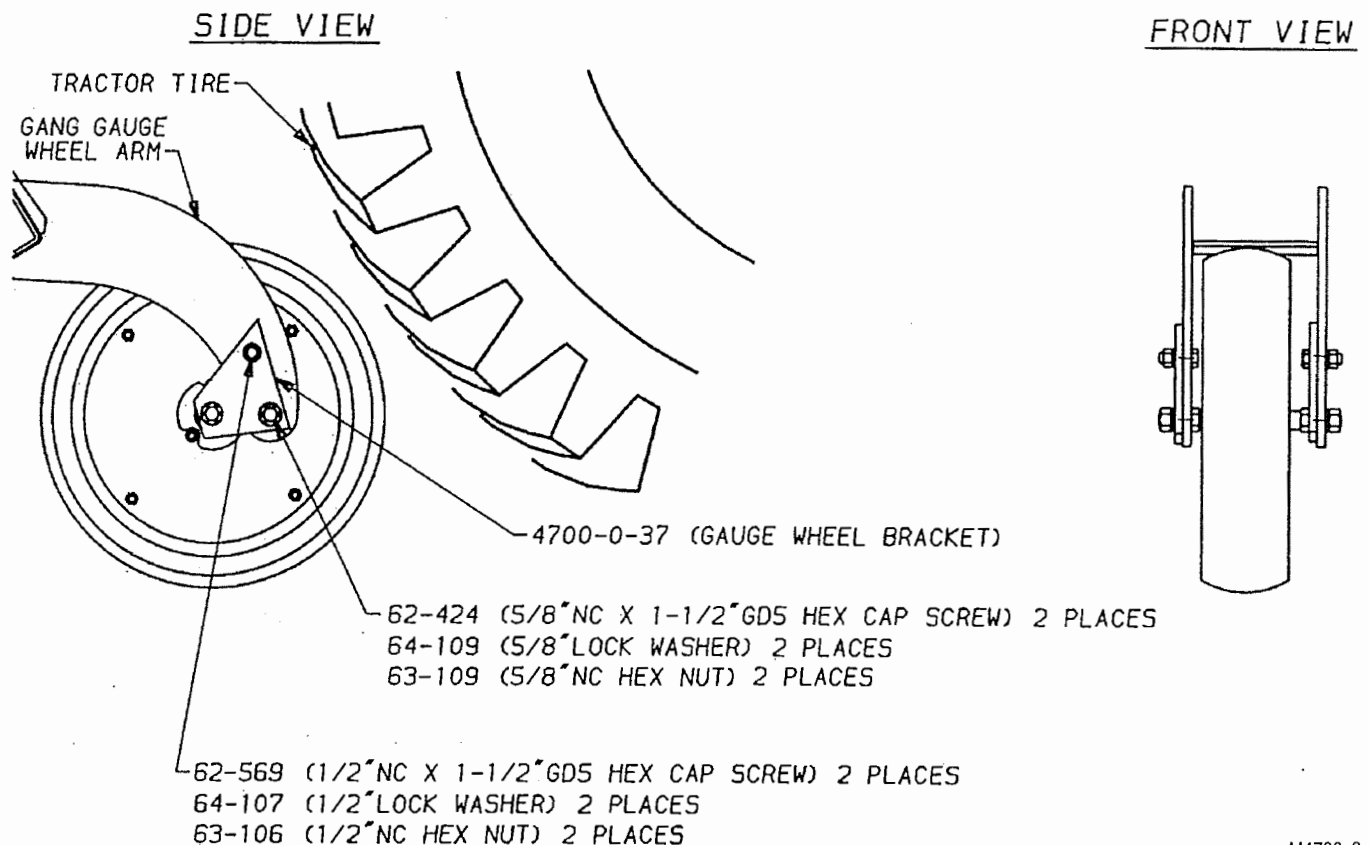 SIDE VIEW
FRONT VIEW
TRACTOR TIRE
GANG GAUGE
WHEEL ARM
4700-0-37 (GAUGE WHEEL BRACKET)
62-424 (5/8"NC X 1-1/2"GD5 HEX CAP SCREW) 2 PLACES
64-109 (5/8"LOCK WASHER) 2 PLACES
63-109 (5/8"NC HEX NUT) 2 PLACES
62-569 (1/2"NC X 1-1/2"GD5 HEX CAP SCREW) 2 PLACES
64-107 (1/2"LOCK WASHER) 2 PLACES
63-106 (1/2"NC HEX NUT) 2 PLACES